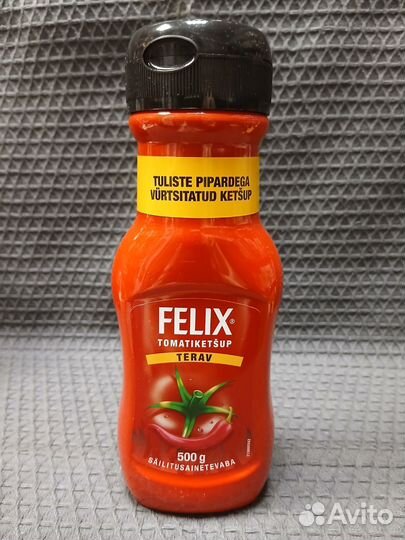 TULISTE PIPARDEGA
VÜRTSITATUD KETŠUP
FELIX®
TOMATIKETŠUP
TERAV
500 g
SÄILITUSAINETEVABA
Avito